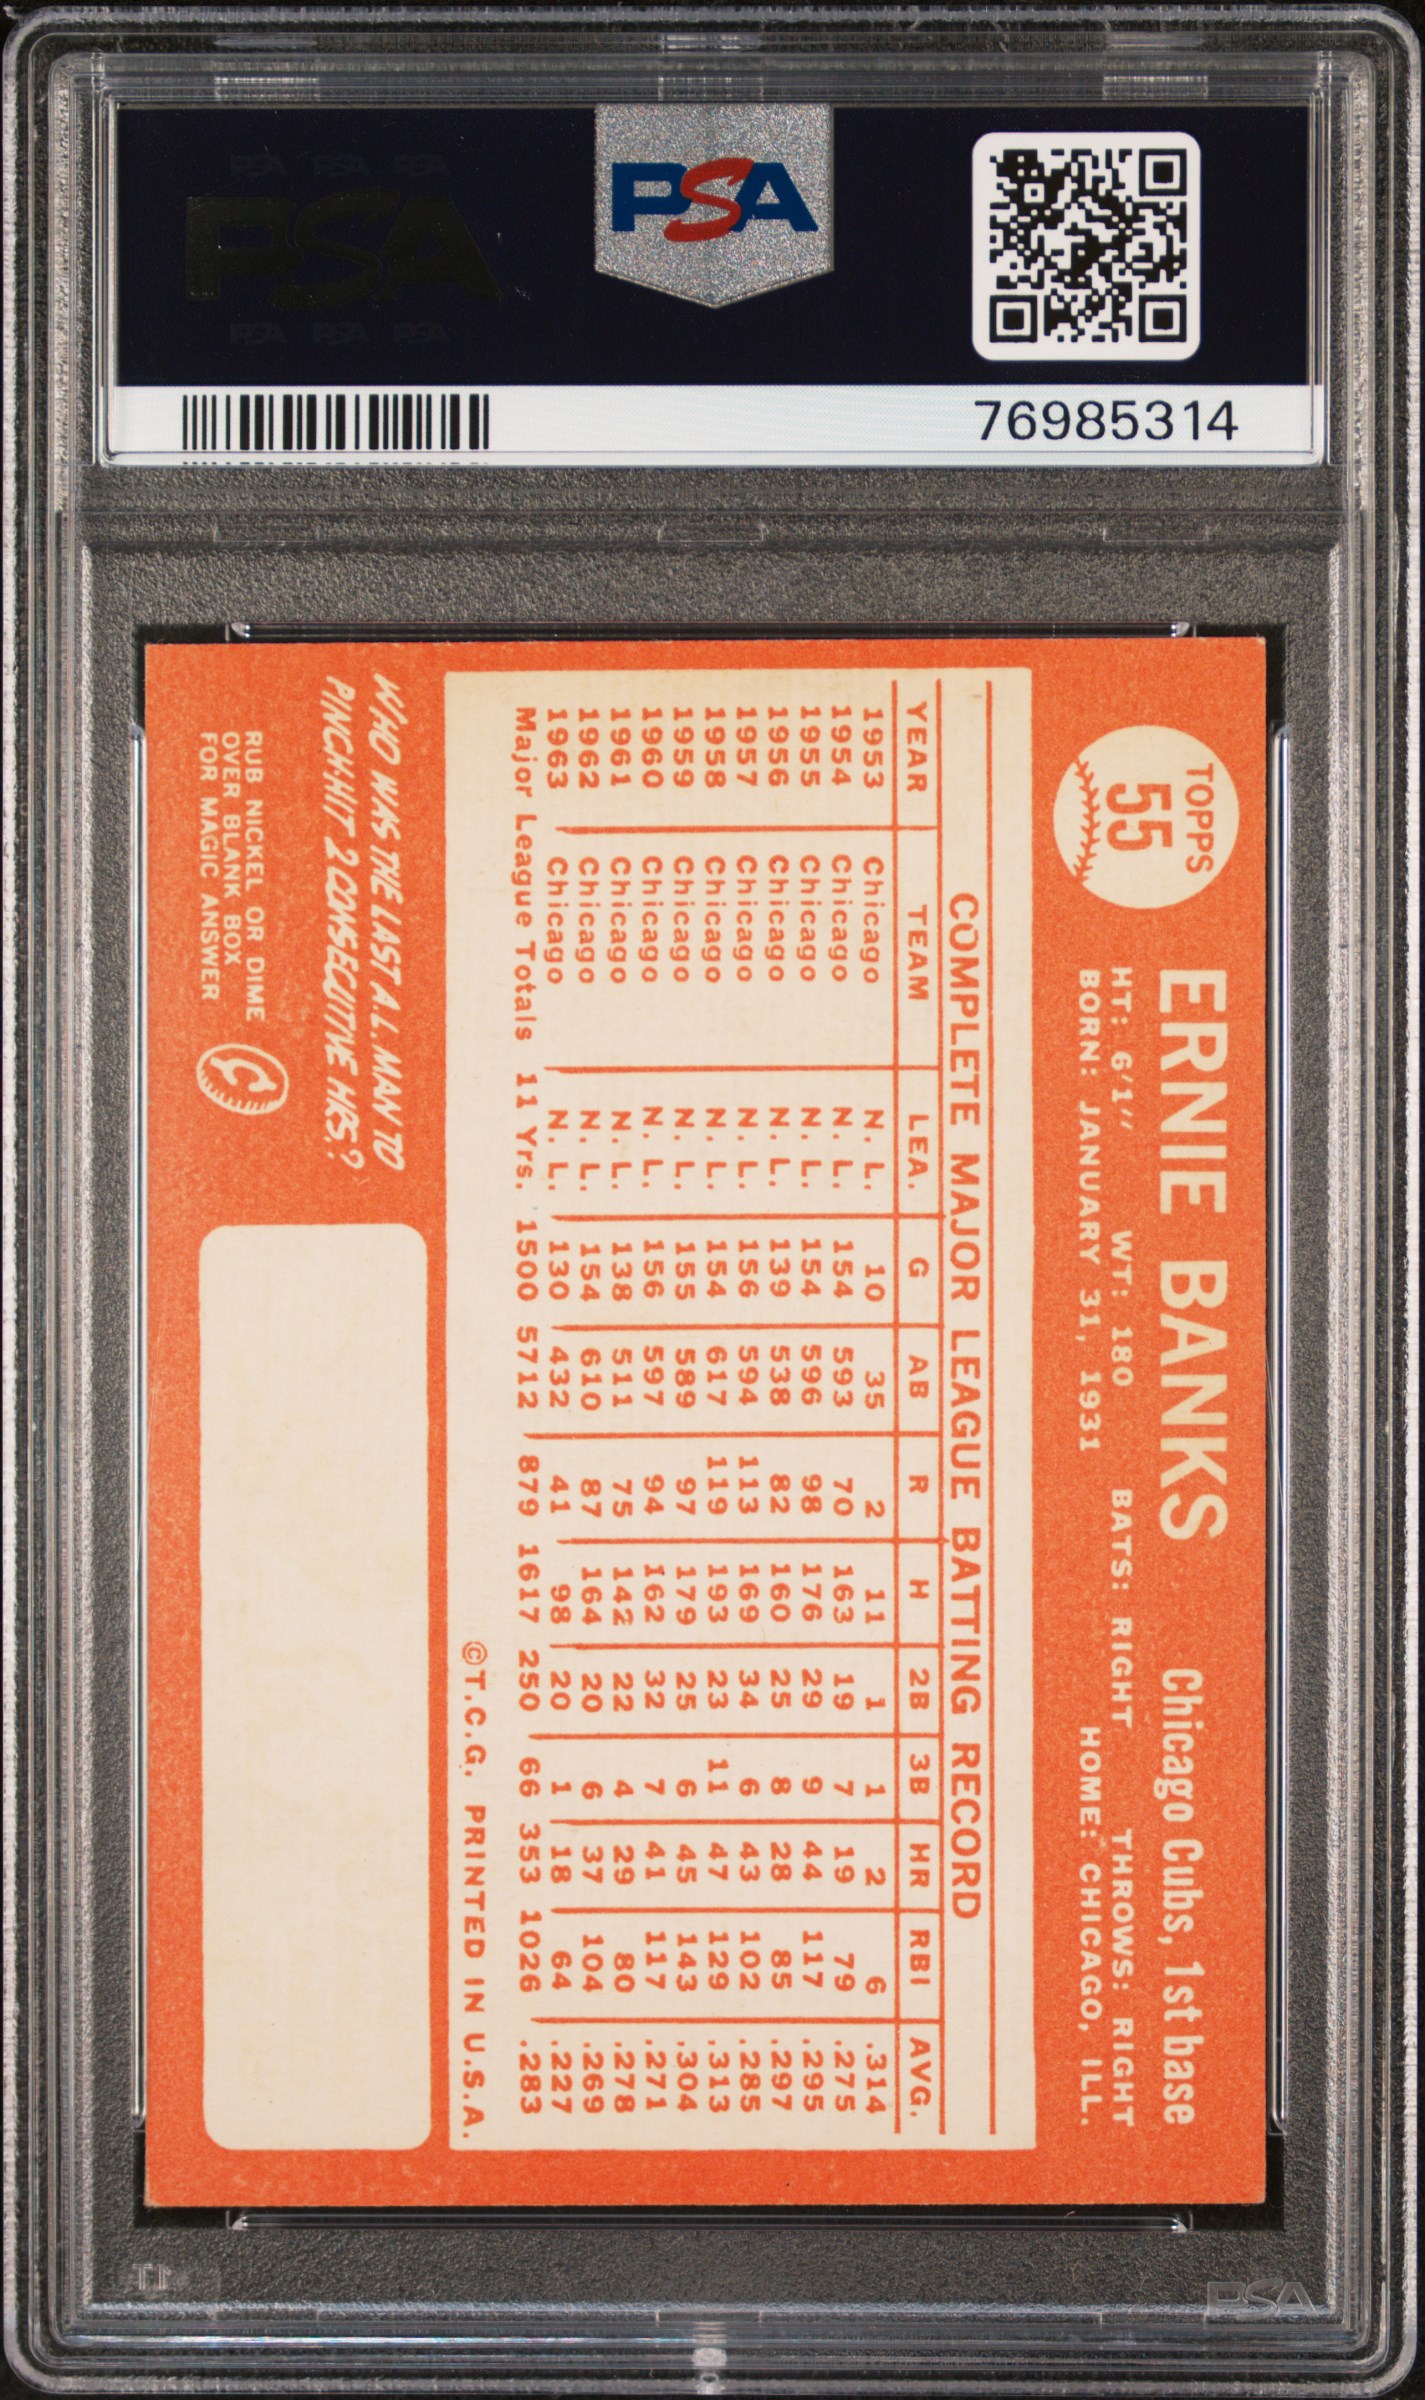 PSA PSA PSA
PSA
PSA PSA PSA
PSA
76985314
TOPPS
55
ERNIE BANKS Chicago Cubs, 1st base
HT: 6'1" WT: 180 BATS: RIGHT THROWS: RIGHT
BORN: JANUARY 31, 1931 HOME: CHICAGO, ILL.
COMPLETE MAJOR LEAGUE BATTING RECORD
YEAR TEAM LEA. G AB R H 2B 3B HR RBI AVG.
1953 Chicago N. L. 10 35 2 11 1 1 2 6 .314
1954 Chicago N. L. 154 593 70 163 19 7 19 79 .275
1955 Chicago N. L. 154 596 98 176 29 9 44 117 .295
1956 Chicago N. L. 139 538 82 160 25 8 28 85 .297
1957 Chicago N. L. 156 594 113 169 34 6 43 102 .285
1958 Chicago N. L. 154 617 119 193 23 11 47 129 .313
1959 Chicago N. L. 155 589 97 179 25 6 45 143 .304
1960 Chicago N. L. 156 597 94 162 32 7 41 117 .271
1961 Chicago N. L. 138 511 75 142 22 4 29 80 .278
1962 Chicago N. L. 154 610 87 164 20 6 37 104 .269
1963 Chicago N. L. 130 432 41 98 20 1 18 64 .227
Major League Totals 11 Yrs. 1500 5712 879 1617 250 66 353 1026 .283
©T.C.G. PRINTED IN U.S.A.
WHO WAS THE LAST A.L. MAN TO
PINCH-HIT 2 CONSECUTIVE HRS.?
RUB NICKEL OR DIME
OVER BLANK BOX
FOR MAGIC ANSWER
C
PSA